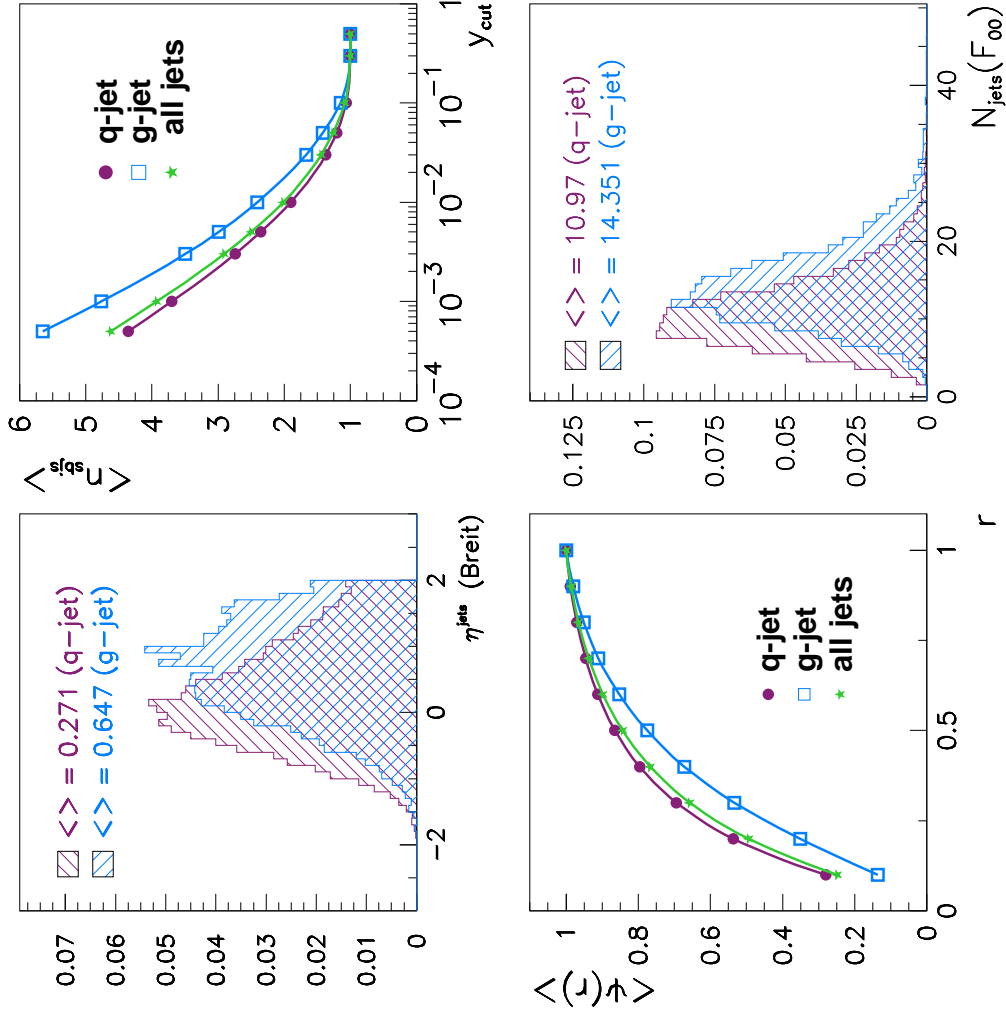 0.07
0.06
0.05
0.04
0.03
0.02
0.01
0
<> = 0.271 (q-jet)
<> = 0.647 (g-jet)
-2
0
2
η^jets (Breit)
<n_sbjs>
6
5
4
3
2
1
0
q-jet
g-jet
all jets
10^-4
10^-3
10^-2
10^-1
1
y_cut
<ψ(r)>
1
0.8
0.6
0.4
0.2
0
q-jet
g-jet
all jets
0
0.5
1
r
0.125
0.1
0.075
0.05
0.025
0
<> = 10.97 (q-jet)
<> = 14.351 (g-jet)
0
20
40
N_jets(F_00)